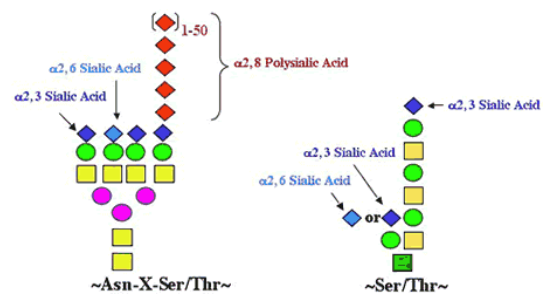 ( ) 1-50
α2,8 Polysialic Acid
α2,6 Sialic Acid
α2,3 Sialic Acid
~Asn-X-Ser/Thr~
α2,3 Sialic Acid
α2,3 Sialic Acid
α2,6 Sialic Acid
or
~Ser/Thr~